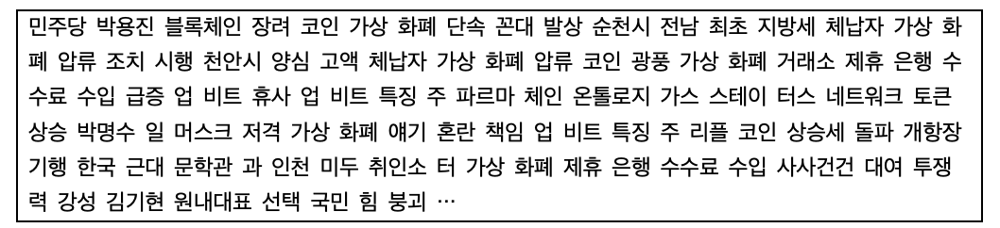 민주당 박용진 블록체인 장려 코인 가상 화폐 단속 꼰대 발상 순천시 전남 최초 지방세 체납자 가상 화
폐 압류 조치 시행 천안시 양심 고액 체납자 가상 화폐 압류 코인 광풍 가상 화폐 거래소 제휴 은행 수
수료 수입 급증 업 비트 휴사 업 비트 특징 주 파르마 체인 온톨로지 가스 스테이 터스 네트워크 토큰
상승 박명수 일 머스크 저격 가상 화폐 얘기 혼란 책임 업 비트 특징 주 리플 코인 상승세 돌파 개항장
기행 한국 근대 문학관 과 인천 미두 취인소 터 가상 화폐 제휴 은행 수수료 수입 사사건건 대여 투쟁
력 강성 김기현 원내대표 선택 국민 힘 붕괴 …